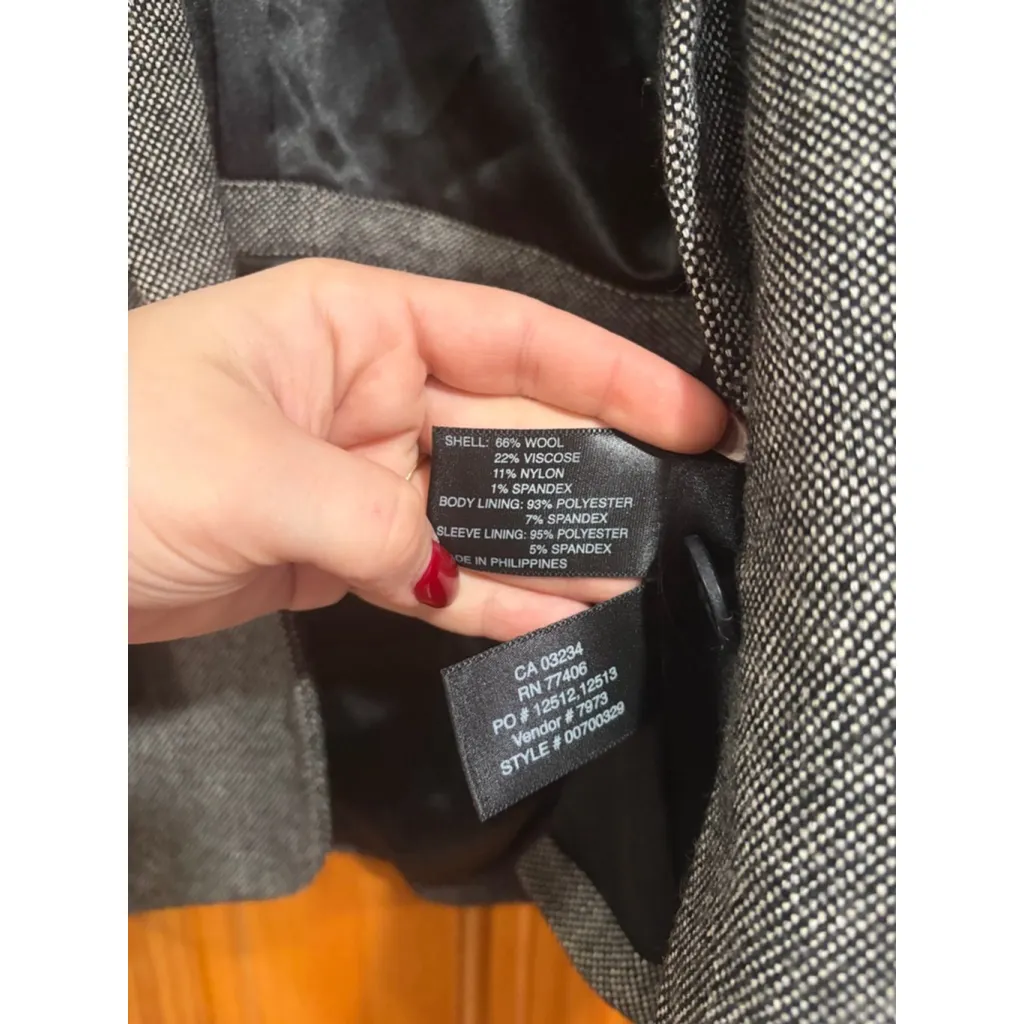 SHELL: 66% WOOL
22% VISCOSE
11% NYLON
1% SPANDEX
BODY LINING: 93% POLYESTER
7% SPANDEX
SLEEVE LINING: 95% POLYESTER
5% SPANDEX
DE IN PHILIPPINES
CA 03234
RN 77406
PO # 12512,12513
Vendor # 7973
STYLE # 00700329